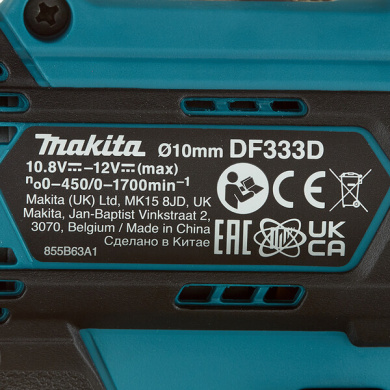 makita Ø10mm DF333D
10.8V⎓-12V⎓(max)
n₀0-450/0-1700min⁻¹
Makita (UK) Ltd, MK15 8JD, UK
Makita, Jan-Baptist Vinkstraat 2,
3070, Belgium / Made in China
Сделано в Китае
855B63A1
EAC
UK
CA